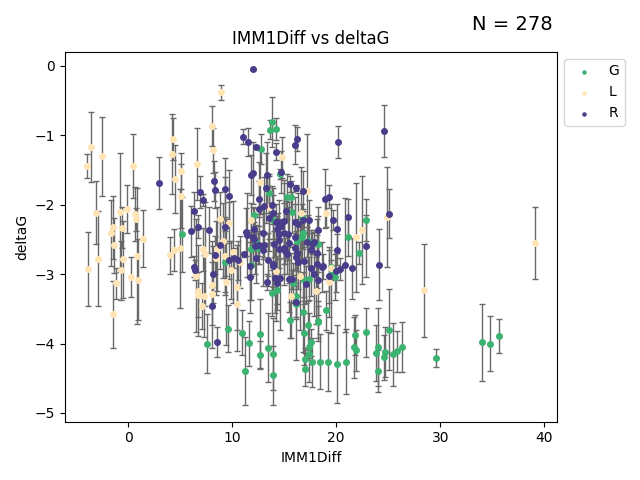 N = 278
IMM1Diff vs deltaG
G
L
R
deltaG
0
−1
−2
−3
−4
−5
0 10 20 30 40
IMM1Diff